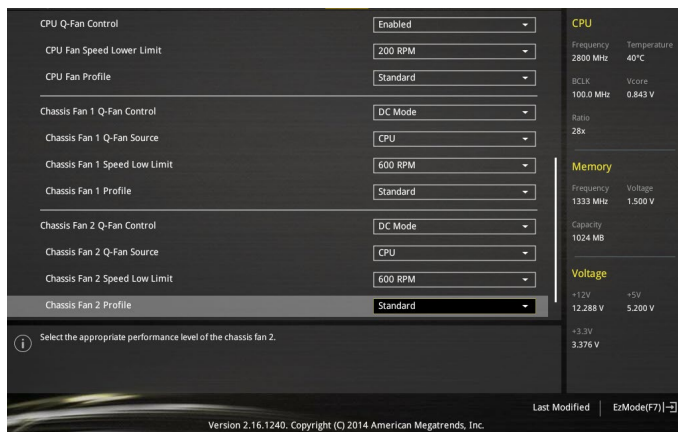 CPU Q-Fan Control
Enabled
CPU Fan Speed Lower Limit
200 RPM
CPU Fan Profile
Standard
Chassis Fan 1 Q-Fan Control
DC Mode
Chassis Fan 1 Q-Fan Source
CPU
Chassis Fan 1 Speed Low Limit
600 RPM
Chassis Fan 1 Profile
Standard
Chassis Fan 2 Q-Fan Control
DC Mode
Chassis Fan 2 Q-Fan Source
CPU
Chassis Fan 2 Speed Low Limit
600 RPM
Chassis Fan 2 Profile
Standard
Select the appropriate performance level of the chassis fan 2.
CPU
Frequency Temperature
2800 MHz 40°C
BCLK Vcore
100.0 MHz 0.843 V
Ratio
28x
Memory
Frequency Voltage
1333 MHz 1.500 V
Capacity
1024 MB
Voltage
+12V +5V
12.288 V 5.200 V
+3.3V
3.376 V
Last Modified EzMode(F7)
Version 2.16.1240. Copyright (C) 2014 American Megatrends, Inc.